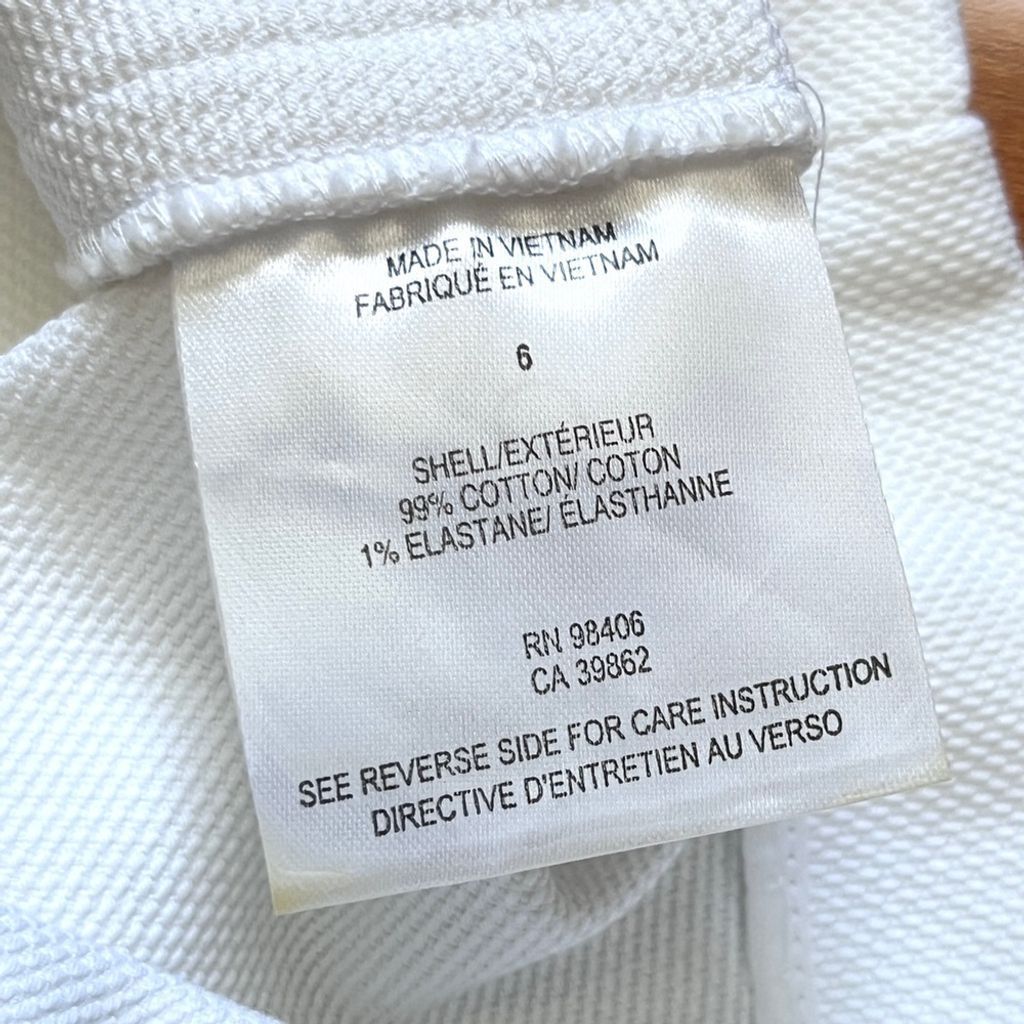 MADE IN VIETNAM
FABRIQUÉ EN VIETNAM
6
SHELL/EXTÉRIEUR
99% COTTON/ COTON
1% ELASTANE/ ÉLASTHANNE
RN 98406
CA 39862
SEE REVERSE SIDE FOR CARE INSTRUCTION
DIRECTIVE D'ENTRETIEN AU VERSO